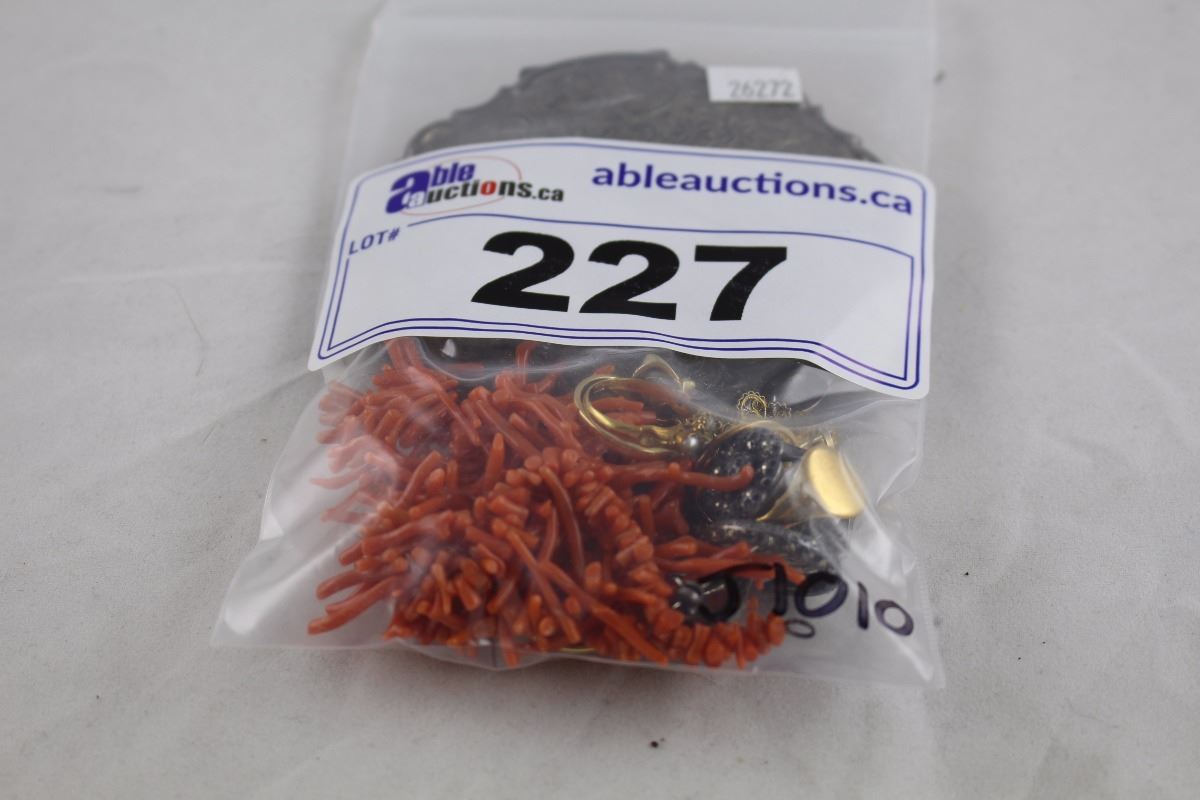 26272
able
auctions.ca
ableauctions.ca
LOT#
227
J1010